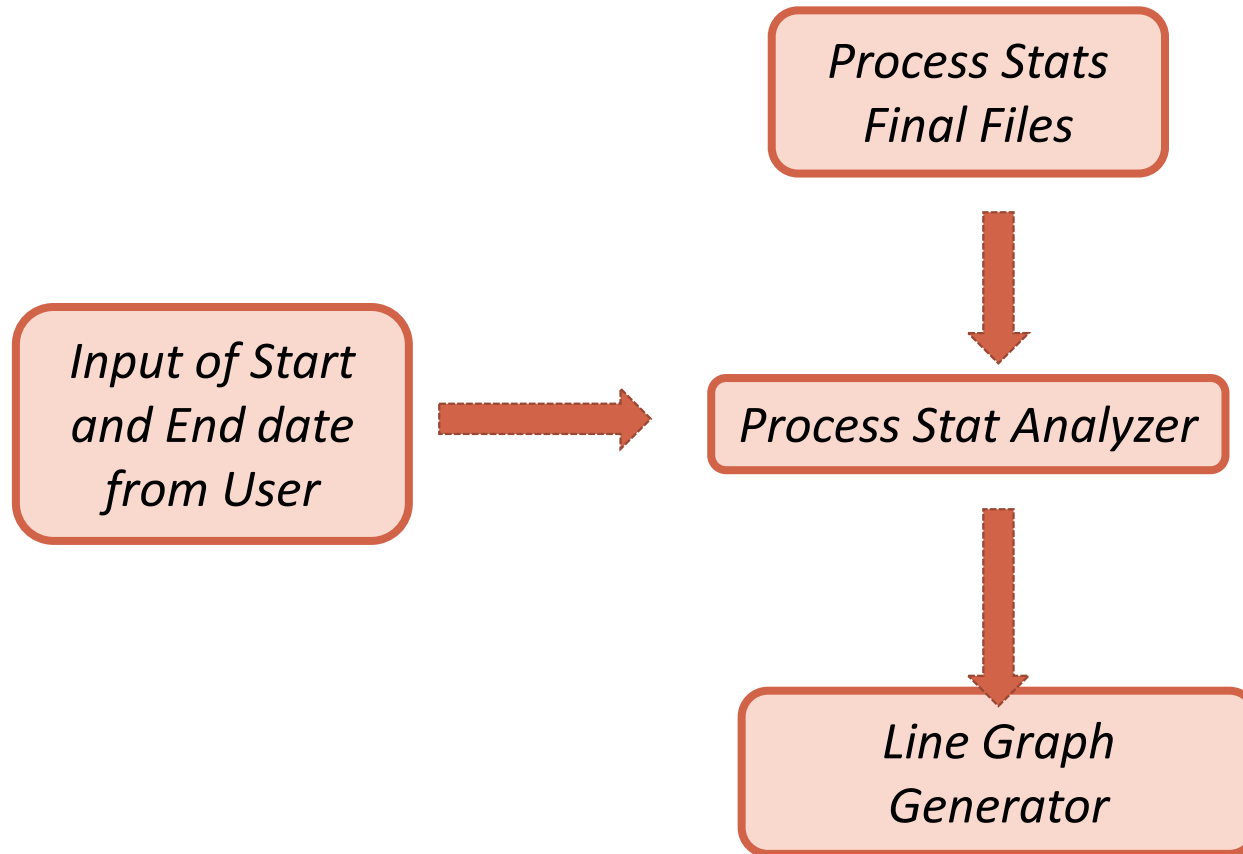 Process Stats
Final Files
Input of Start
and End date
from User
Process Stat Analyzer
Line Graph
Generator